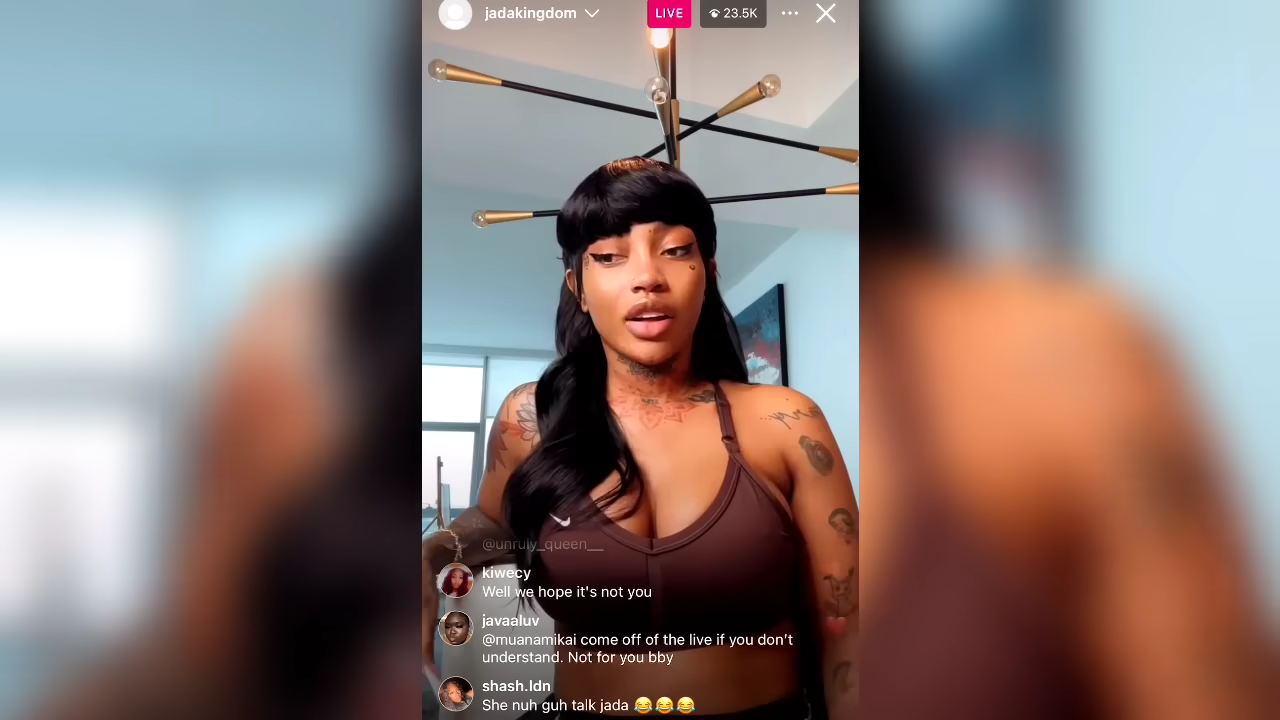 jadakingdom
LIVE
23.5K
@unruly_queen__
kiwecy
Well we hope it's not you
javaaluv
@muanamikai come off of the live if you don't
understand. Not for you bby
shash.ldn
She nuh guh talk jada 😂😂😂